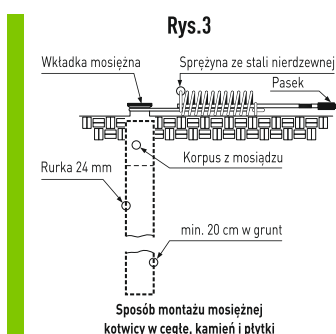 Rys.3
Wkładka mosiężna
Sprężyna ze stali nierdzewnej
Pasek
Korpus z mosiądzu
Rurka 24 mm
min. 20 cm w grunt
Sposób montażu mosiężnej
kotwicy w cegłę, kamień i płytki